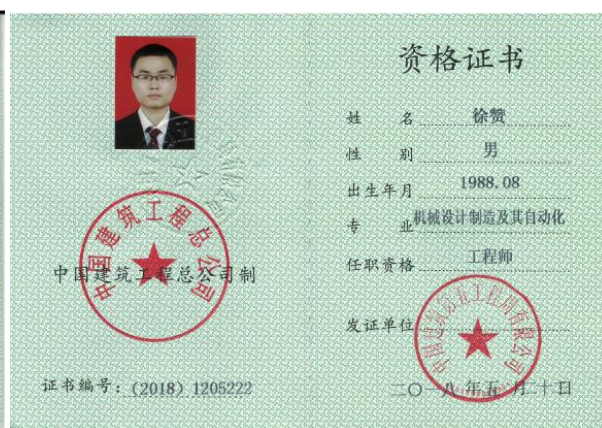 中国建筑工程总公司
中国建筑工程总公司制
证书编号：(2018) 1205222
资格证书
姓 名 徐赞
性 别 男
出生年月 1988.08
专 业 机械设计制造及其自动化
任职资格 工程师
发证单位
二〇一八 年五 月二十日